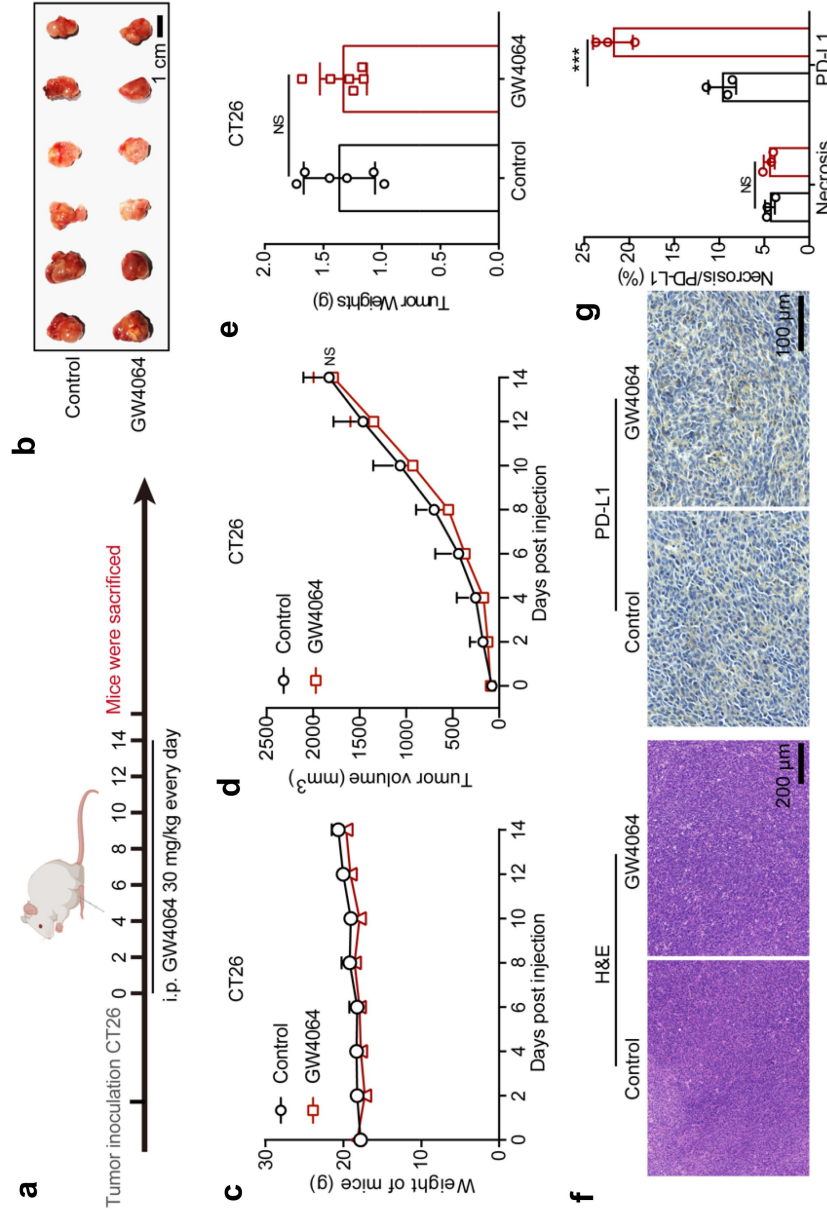 a
Tumor inoculation CT26
0 2 4 6 8 10 12 14
Mice were sacrificed
i.p. GW4064 30 mg/kg every day
b
Control
GW4064
1 cm
c
CT26
Control
GW4064
Weight of mice (g)
30
20
10
0
0 2 4 6 8 10 12 14
Days post injection
d
CT26
Control
GW4064
NS
Tumor volume (mm³)
2500
2000
1500
1000
500
0
0 2 4 6 8 10 12 14
Days post injection
e
CT26
NS
Tumor Weights (g)
2.0
1.5
1.0
0.5
0.0
Control GW4064
f
H&E
Control GW4064
200 μm
PD-L1
Control GW4064
100 μm
g
Necrosis/PD-L1 (%)
25
20
15
10
5
0
NS
***
Necrosis PD-L1